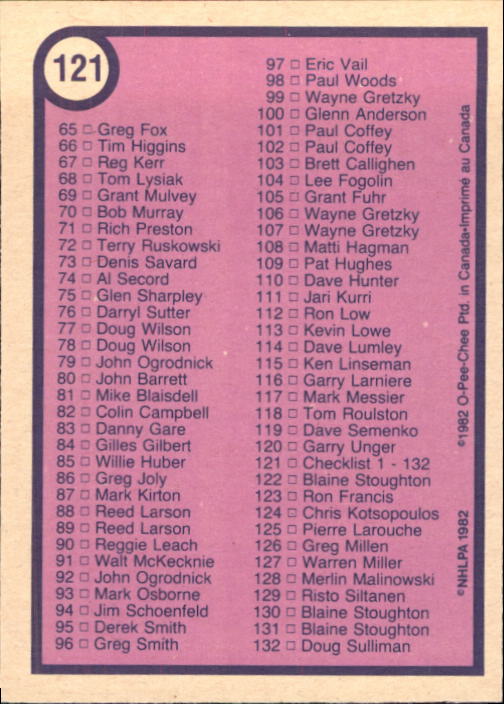 121
65 □ Greg Fox
66 □ Tim Higgins
67 □ Reg Kerr
68 □ Tom Lysiak
69 □ Grant Mulvey
70 □ Bob Murray
71 □ Rich Preston
72 □ Terry Ruskowski
73 □ Denis Savard
74 □ Al Secord
75 □ Glen Sharpley
76 □ Darryl Sutter
77 □ Doug Wilson
78 □ Doug Wilson
79 □ John Ogrodnick
80 □ John Barrett
81 □ Mike Blaisdell
82 □ Colin Campbell
83 □ Danny Gare
84 □ Gilles Gilbert
85 □ Willie Huber
86 □ Greg Joly
87 □ Mark Kirton
88 □ Reed Larson
89 □ Reed Larson
90 □ Reggie Leach
91 □ Walt McKecknie
92 □ John Ogrodnick
93 □ Mark Osborne
94 □ Jim Schoenfeld
95 □ Derek Smith
96 □ Greg Smith
97 □ Eric Vail
98 □ Paul Woods
99 □ Wayne Gretzky
100 □ Glenn Anderson
101 □ Paul Coffey
102 □ Paul Coffey
103 □ Brett Callighen
104 □ Lee Fogolin
105 □ Grant Fuhr
106 □ Wayne Gretzky
107 □ Wayne Gretzky
108 □ Matti Hagman
109 □ Pat Hughes
110 □ Dave Hunter
111 □ Jari Kurri
112 □ Ron Low
113 □ Kevin Lowe
114 □ Dave Lumley
115 □ Ken Linseman
116 □ Garry Larniere
117 □ Mark Messier
118 □ Tom Roulston
119 □ Dave Semenko
120 □ Garry Unger
121 □ Checklist 1 - 132
122 □ Blaine Stoughton
123 □ Ron Francis
124 □ Chris Kotsopoulos
125 □ Pierre Larouche
126 □ Greg Millen
127 □ Warren Miller
128 □ Merlin Malinowski
129 □ Risto Siltanen
130 □ Blaine Stoughton
131 □ Blaine Stoughton
132 □ Doug Sulliman
©NHLPA 1982
©1982 O-Pee-Chee Ptd. in Canada•Imprimé au Canada